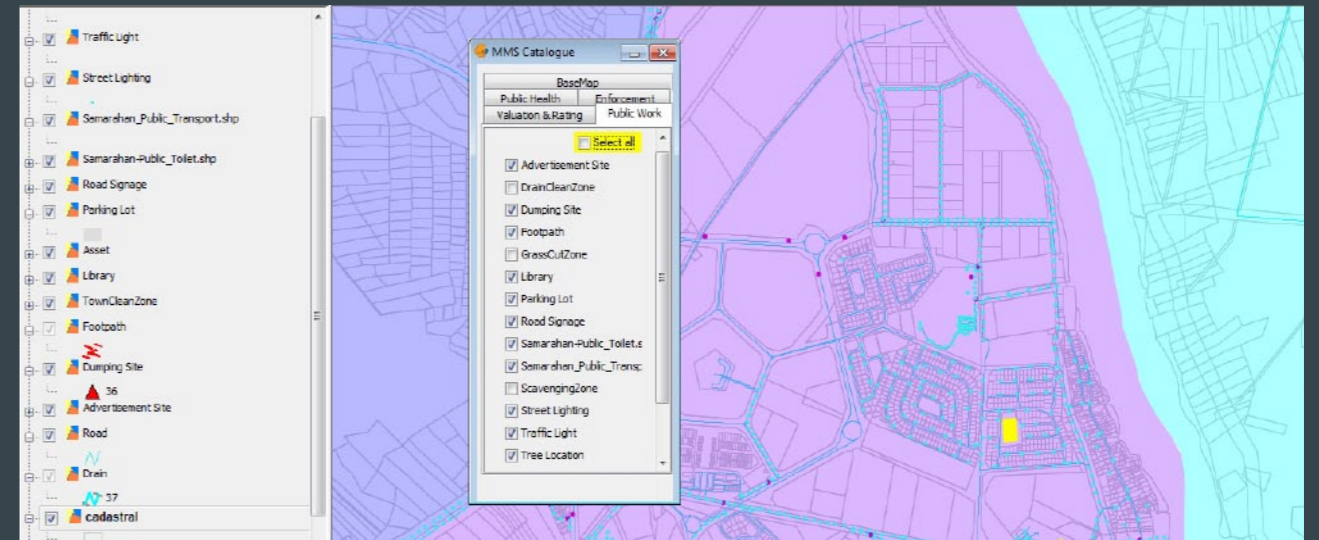 Traffic Light
Street Lighting
Samarahan_Public_Transport.shp
Samarahan-Public_Toilet.shp
Road Signage
Parking Lot
Asset
Library
TownCleanZone
Footpath
Dumping Site
36
Advertisement Site
Road
Drain
37
cadastral
MMS Catalogue
BaseMap
Public Health Enforcement
Valuation & Rating Public Work
Select all
Advertisement Site
DrainCleanZone
Dumping Site
Footpath
GrassCutZone
Library
Parking Lot
Road Signage
Samarahan-Public_Toilet.s
Samarahan_Public_Transp
ScavengingZone
Street Lighting
Traffic Light
Tree Location